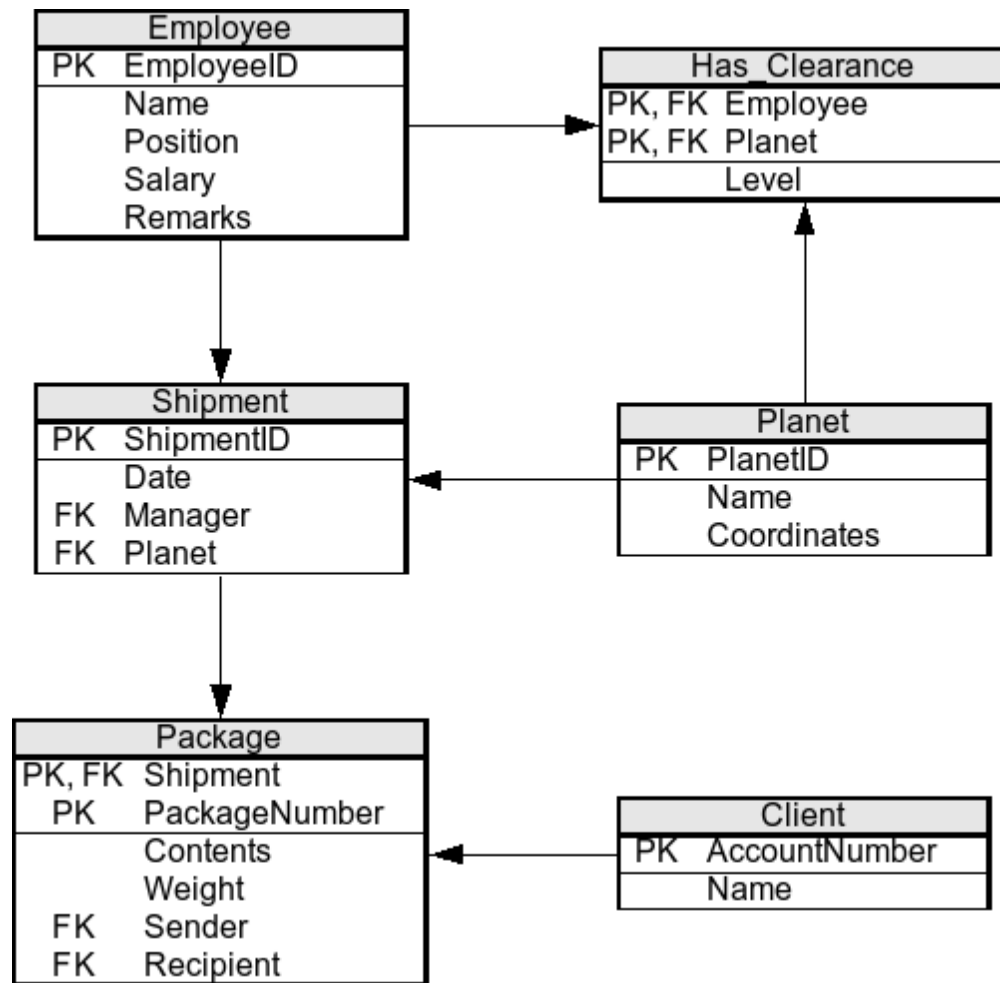 Employee
PK EmployeeID
Name
Position
Salary
Remarks
Has_Clearance
PK, FK Employee
PK, FK Planet
Level
Shipment
PK ShipmentID
Date
FK Manager
FK Planet
Planet
PK PlanetID
Name
Coordinates
Package
PK, FK Shipment
PK PackageNumber
Contents
Weight
FK Sender
FK Recipient
Client
PK AccountNumber
Name